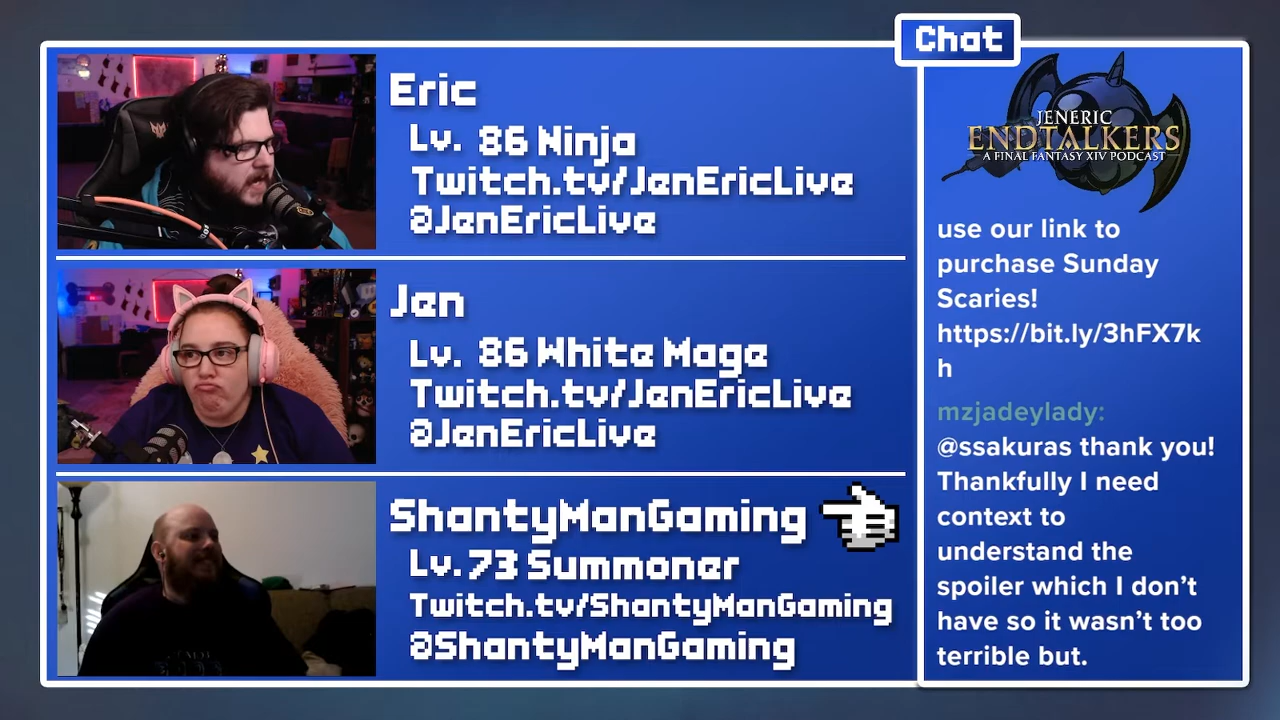 Chat
Eric
Lv. 86 Ninja
Twitch.tv/JenEricLive
@JenEricLive
Jen
Lv. 86 White Mage
Twitch.tv/JenEricLive
@JenEricLive
ShantyManGaming
Lv. 73 Summoner
Twitch.tv/ShantyManGaming
@ShantyManGaming
JENERIC
ENDTALKERS
A FINAL FANTASY XIV PODCAST
use our link to
purchase Sunday
Scaries!
https://bit.ly/3hFX7k
h
mzjadeylady:
@ssakuras thank you!
Thankfully I need
context to
understand the
spoiler which I don’t
have so it wasn’t too
terrible but.